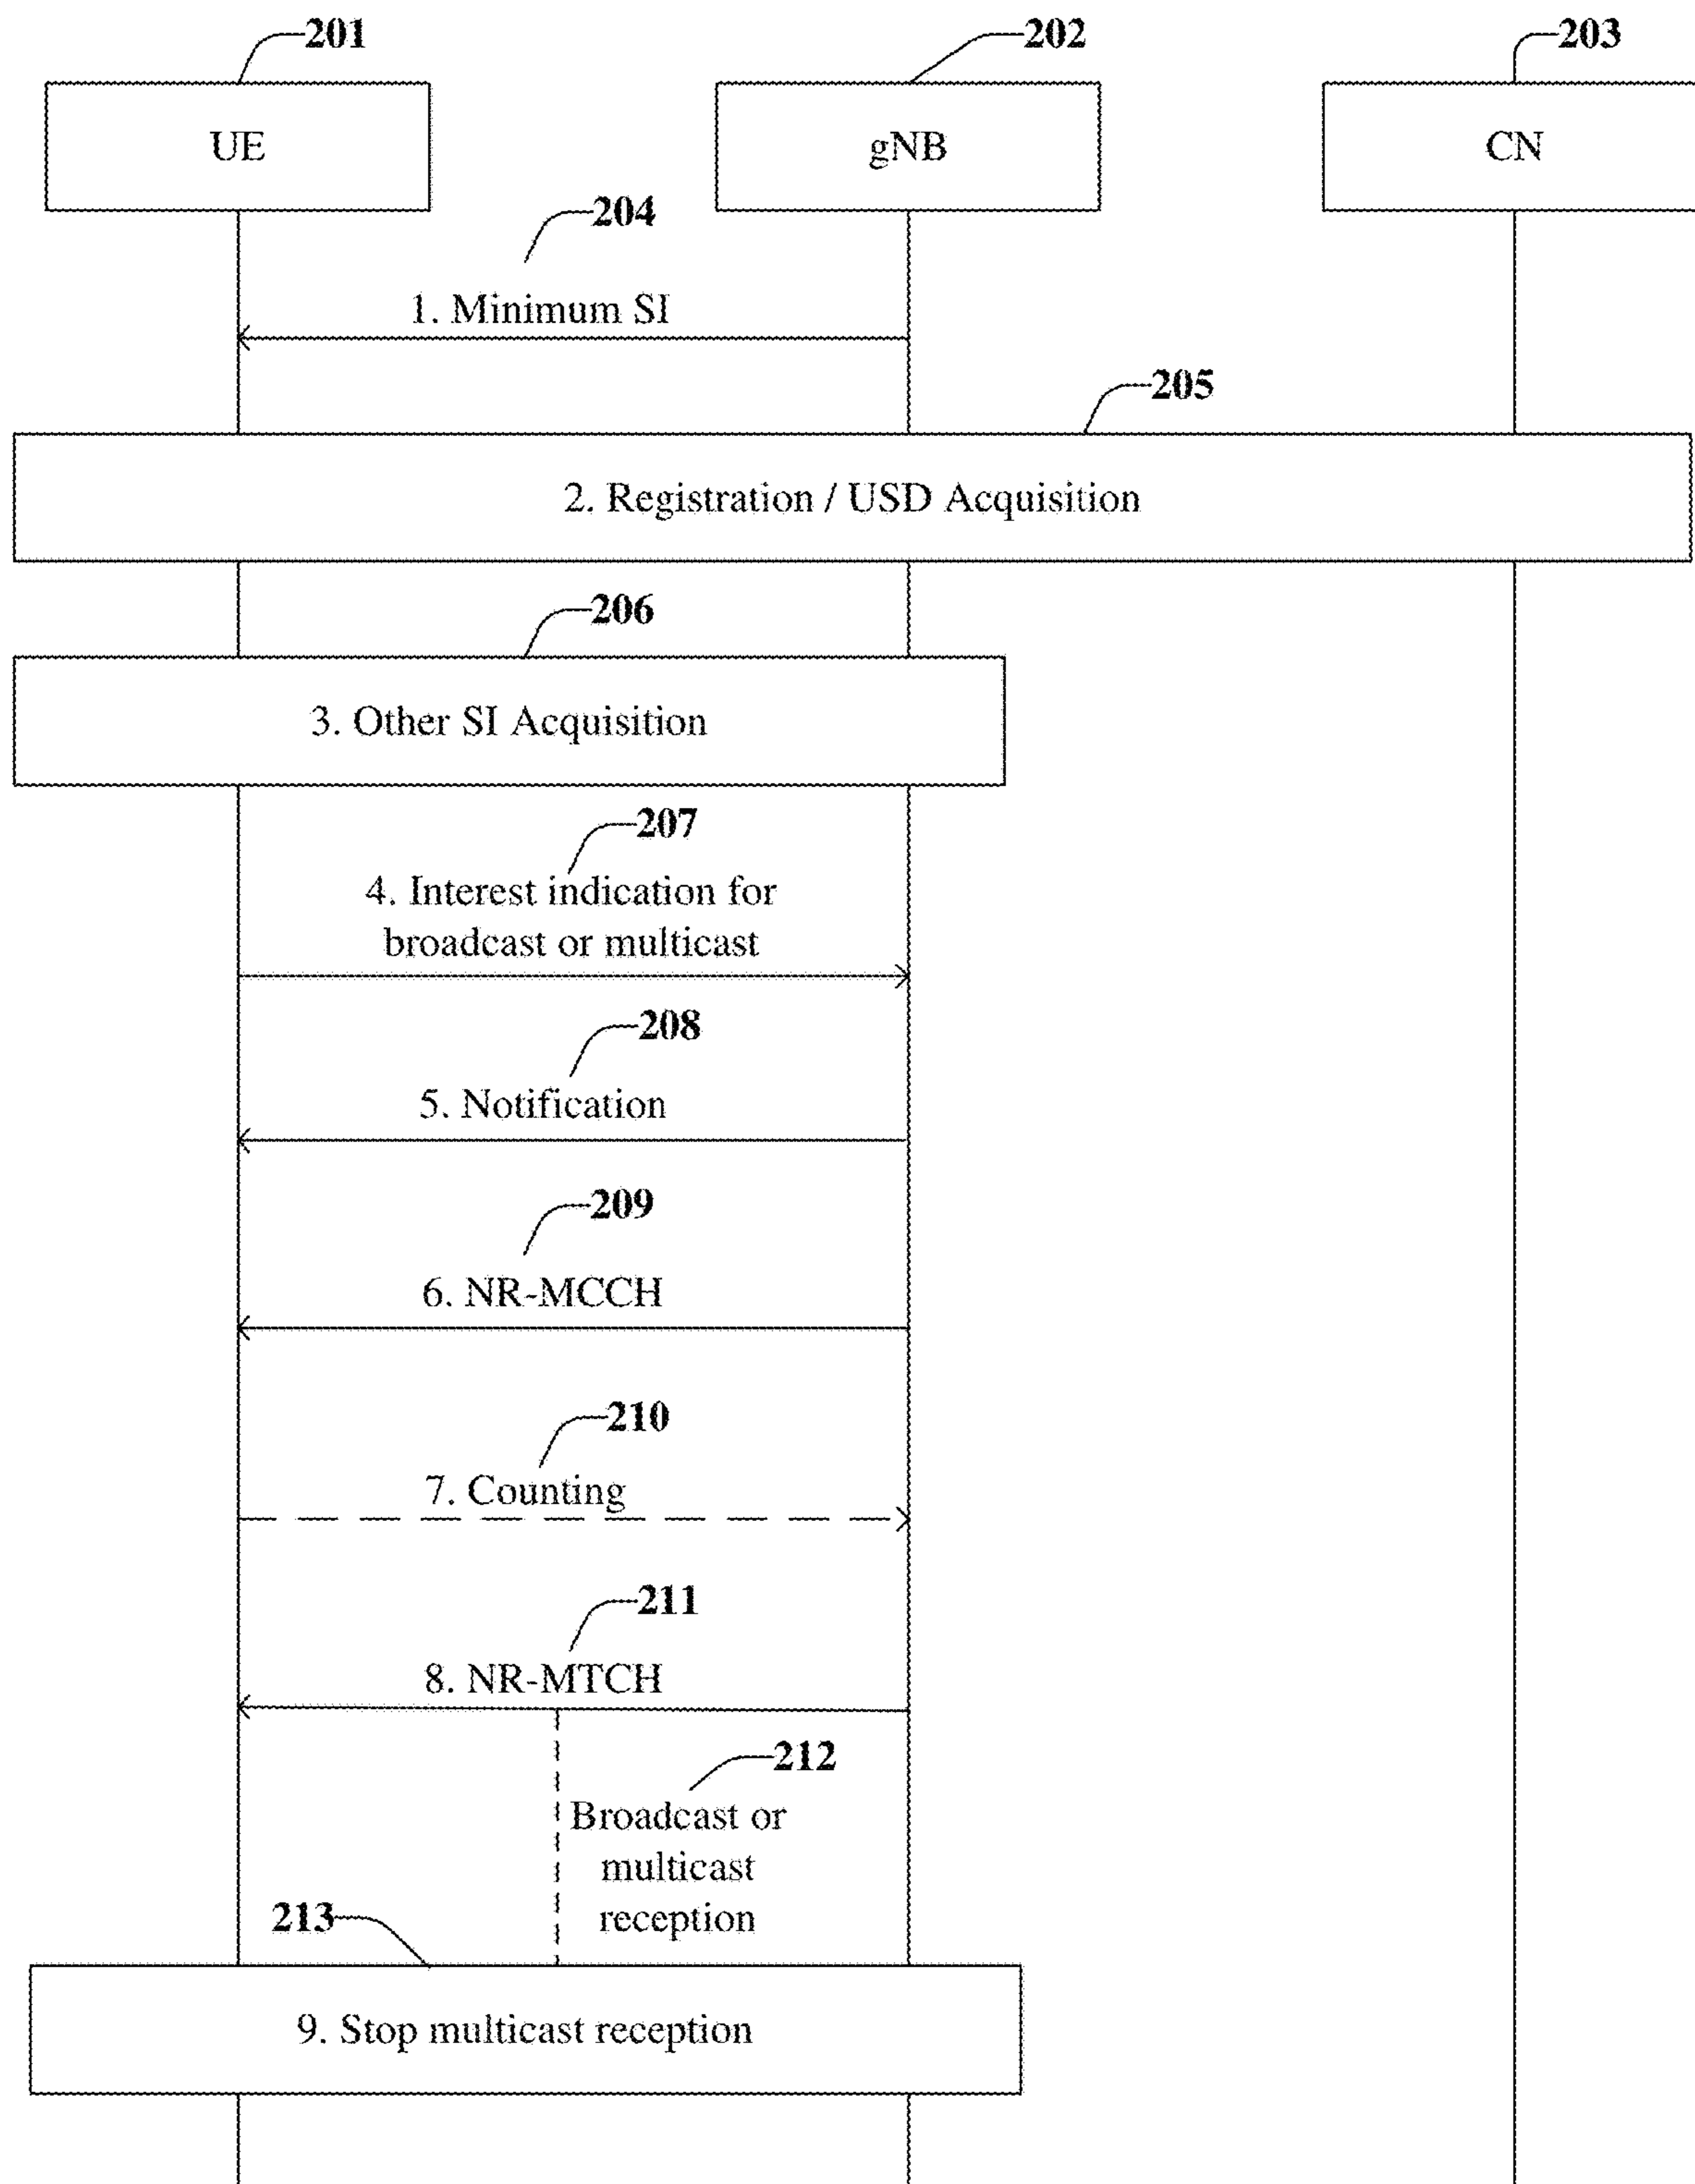 201
202
203
UE
gNB
CN
204
1. Minimum SI
205
2. Registration / USD Acquisition
206
3. Other SI Acquisition
207
4. Interest indication for
broadcast or multicast
208
5. Notification
209
6. NR-MCCH
210
7. Counting
211
8. NR-MTCH
212
Broadcast or
multicast
reception
213
9. Stop multicast reception